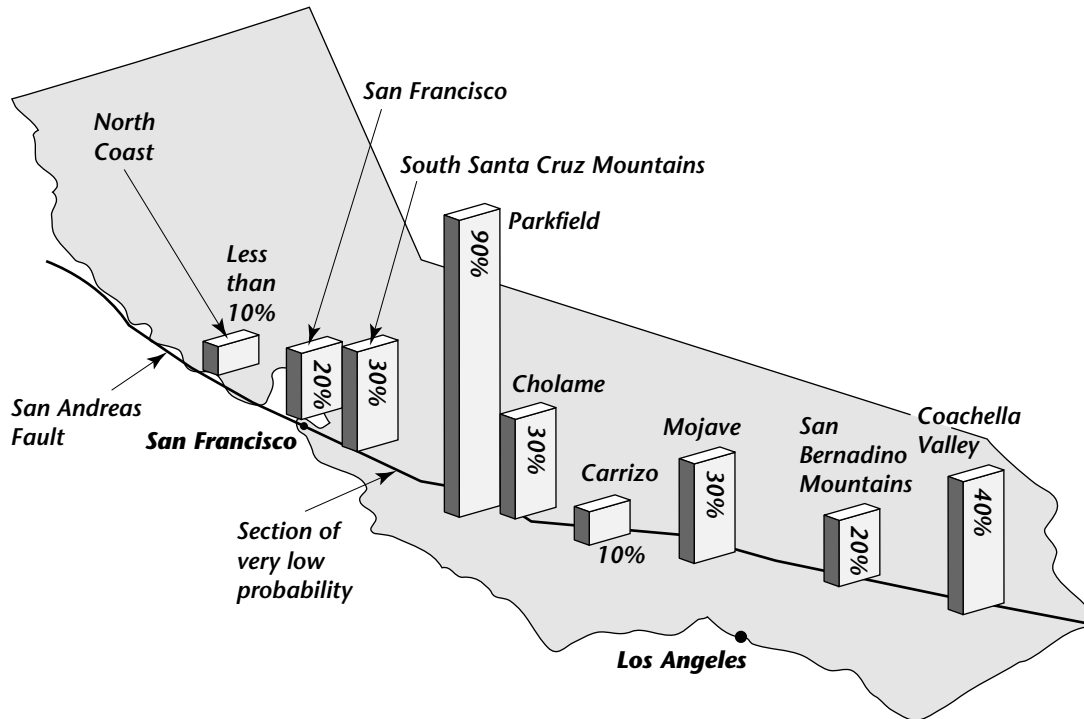 San Francisco
North
Coast
South Santa Cruz Mountains
Parkfield
90%
Less
than
10%
20%
30%
San Andreas
Fault
San Francisco
Cholame
30%
Section of
very low
probability
Carrizo
10%
Mojave
30%
San
Bernadino
Mountains
20%
Coachella
Valley
40%
Los Angeles